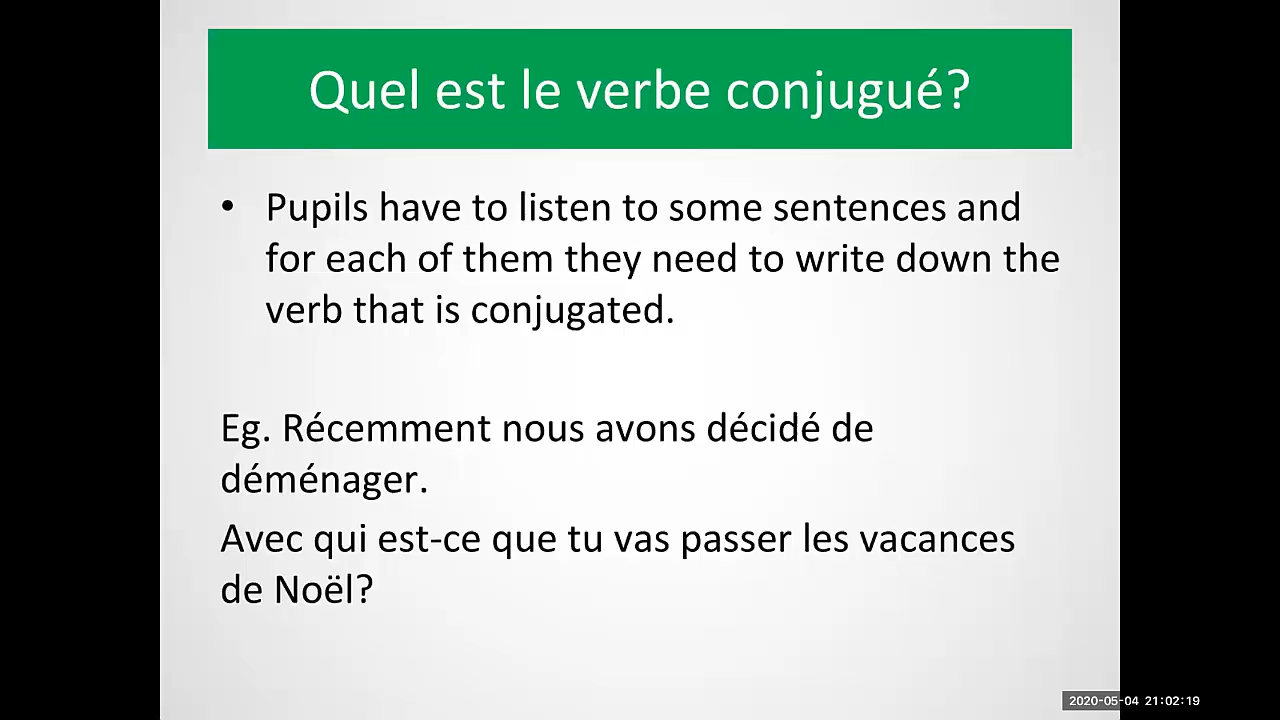 Quel est le verbe conjugué?
• Pupils have to listen to some sentences and
for each of them they need to write down the
verb that is conjugated.
Eg. Récemment nous avons décidé de
déménager.
Avec qui est-ce que tu vas passer les vacances
de Noël?
2020-05-04 21:02:19